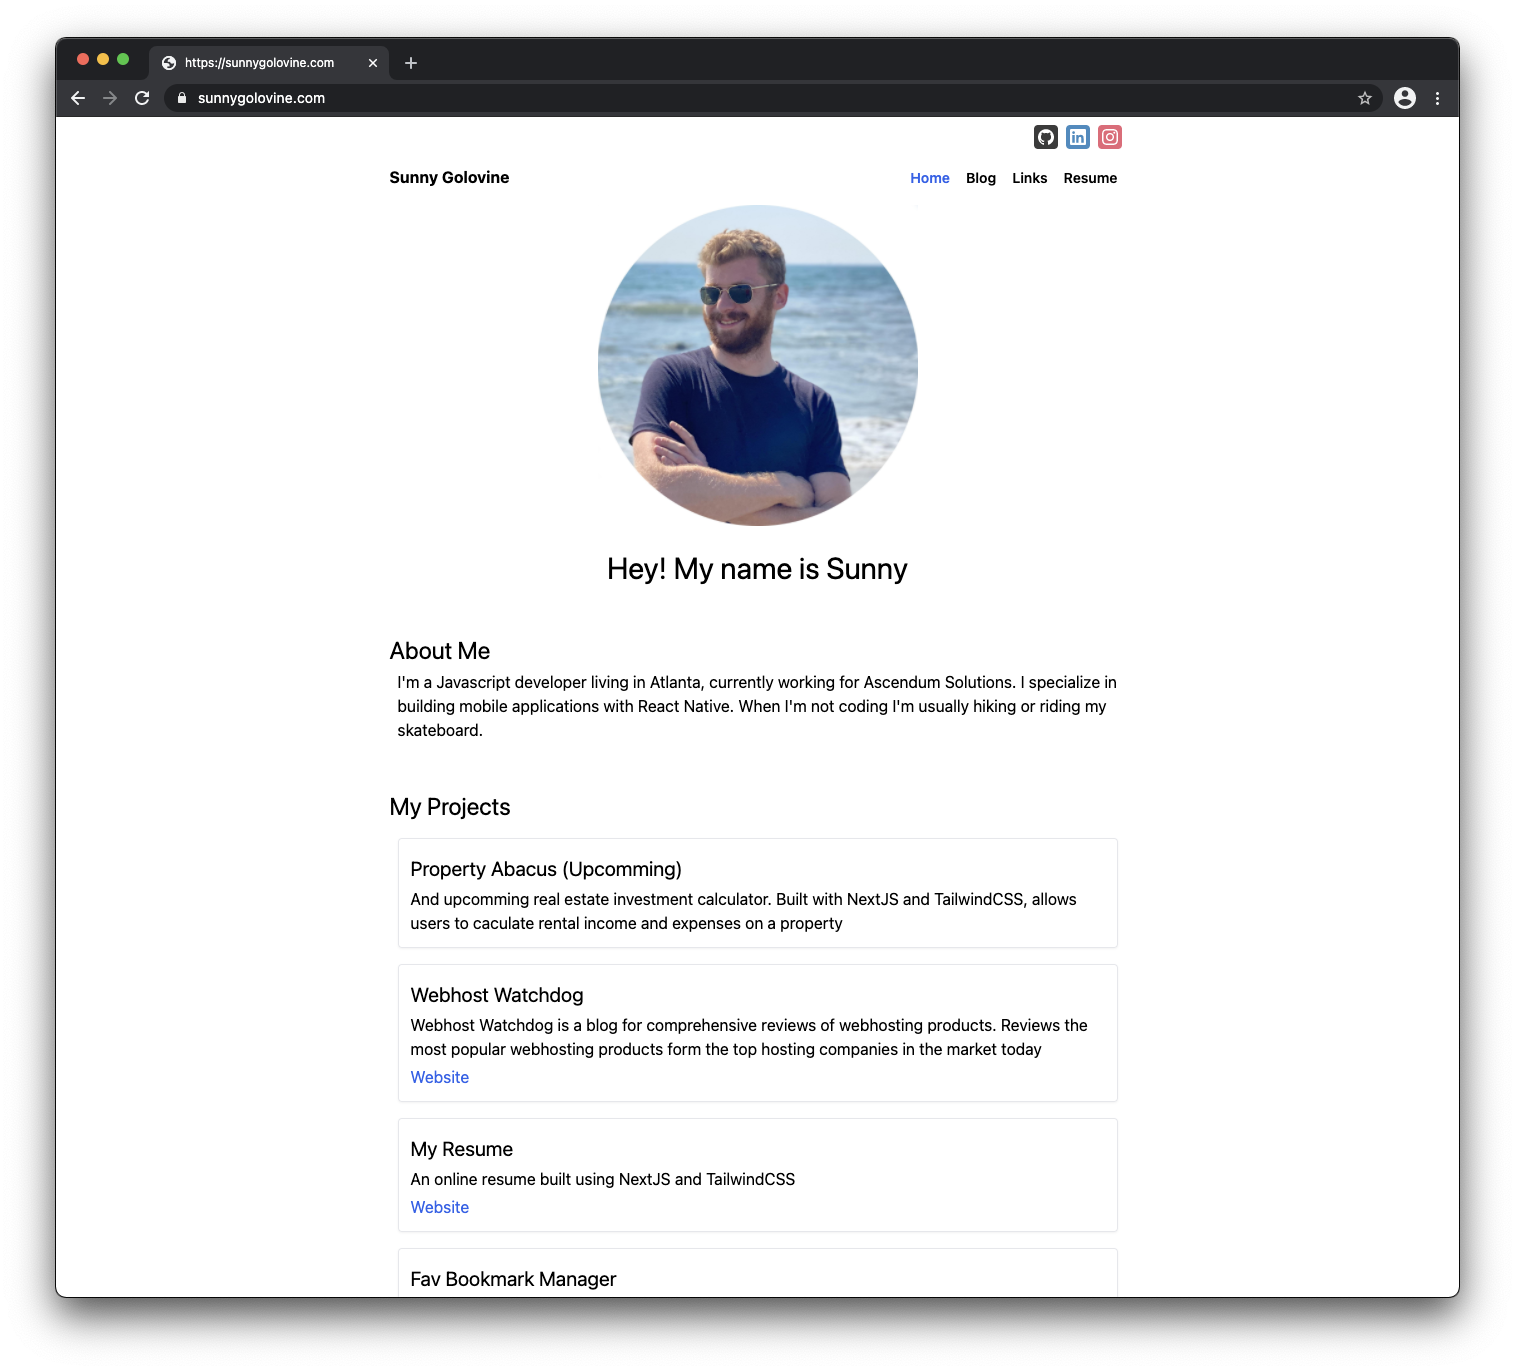 https://sunnygolovine.com
sunnygolovine.com
Sunny Golovine
Home Blog Links Resume
Hey! My name is Sunny
About Me
I'm a Javascript developer living in Atlanta, currently working for Ascendum Solutions. I specialize in
building mobile applications with React Native. When I'm not coding I'm usually hiking or riding my
skateboard.
My Projects
Property Abacus (Upcomming)
And upcomming real estate investment calculator. Built with NextJS and TailwindCSS, allows
users to caculate rental income and expenses on a property
Webhost Watchdog
Webhost Watchdog is a blog for comprehensive reviews of webhosting products. Reviews the
most popular webhosting products form the top hosting companies in the market today
Website
My Resume
An online resume built using NextJS and TailwindCSS
Website
Fav Bookmark Manager